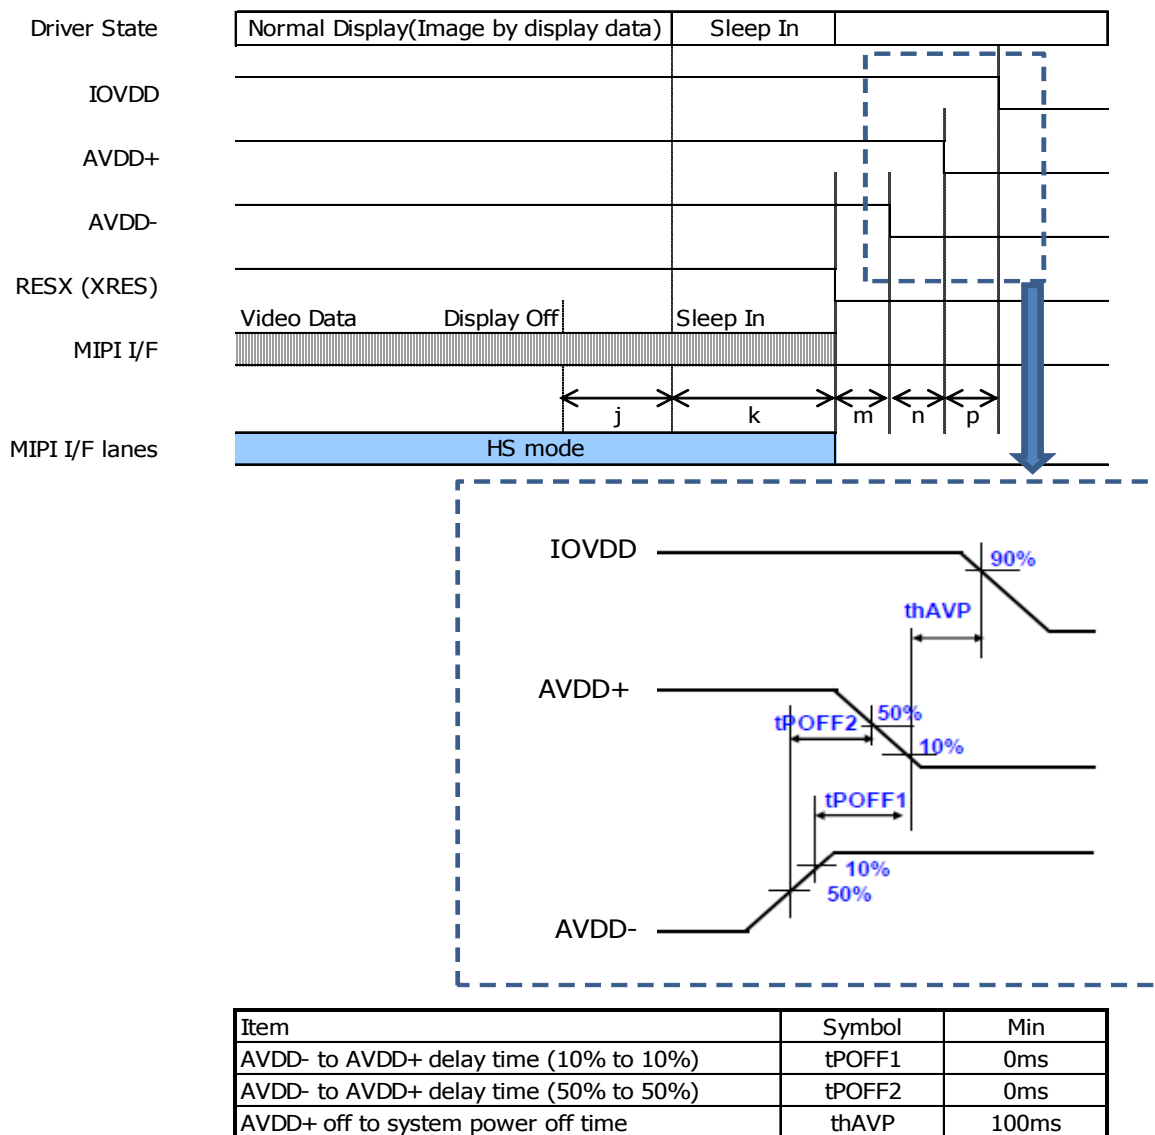 Driver State Normal Display(Image by display data) Sleep In
IOVDD
AVDD+
AVDD-
RESX (XRES)
Video Data Display Off Sleep In
MIPI I/F
j k m n p
MIPI I/F lanes HS mode
IOVDD 90%
thAVP
AVDD+
tPOFF2 50%
10%
tPOFF1
10%
50%
AVDD-
Item Symbol Min
AVDD- to AVDD+ delay time (10% to 10%) tPOFF1 0ms
AVDD- to AVDD+ delay time (50% to 50%) tPOFF2 0ms
AVDD+ off to system power off time thAVP 100ms